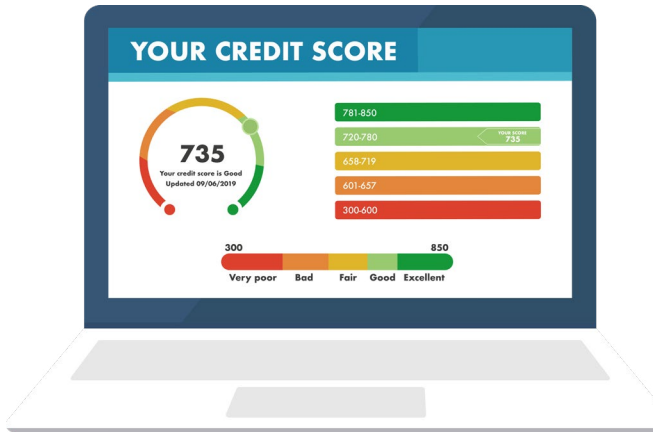 YOUR CREDIT SCORE
735
Your credit score is Good
Updated 09/06/2019
781-850
720-780
YOUR SCORE
735
658-719
601-657
300-600
300 850
Very poor Bad Fair Good Excellent